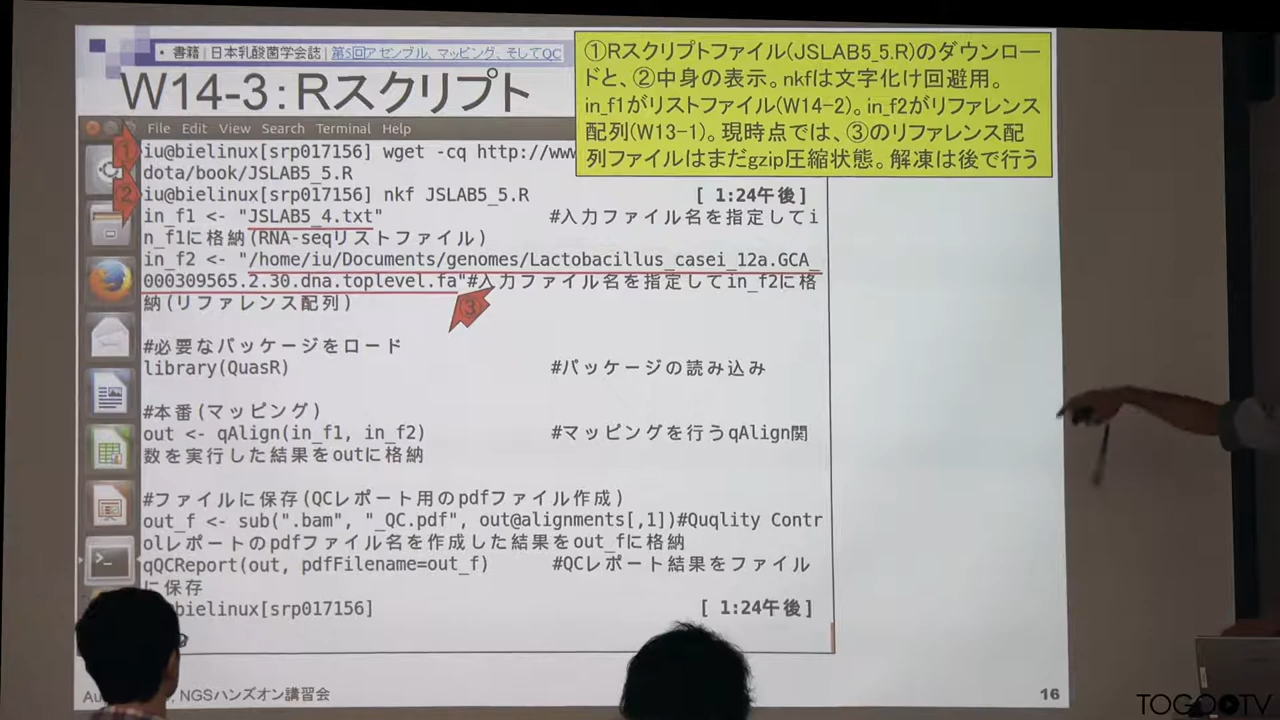 • 書籍 | 日本乳酸菌学会誌 | 第5回アセンブル、マッピング、そしてQC
W14-3：Rスクリプト
①Rスクリプトファイル(JSLAB5_5.R)のダウンロー
ドと、②中身の表示。nkfは文字化け回避用。
in_f1がリストファイル(W14-2)。in_f2がリファレンス
配列(W13-1)。現時点では、③のリファレンス配
列ファイルはまだgzip圧縮状態。解凍は後で行う
File Edit View Search Terminal Help
iu@bielinux[srp017156] wget -cq http://www
dota/book/JSLAB5_5.R
iu@bielinux[srp017156] nkf JSLAB5_5.R [ 1:24午後]
in_f1 <- "JSLAB5_4.txt" #入力ファイル名を指定してi
n_f1に格納(RNA-seqリストファイル)
in_f2 <- "/home/iu/Documents/genomes/Lactobacillus_casei_12a.GCA_
000309565.2.30.dna.toplevel.fa"#入力ファイル名を指定してin_f2に格
納(リファレンス配列)
#必要なパッケージをロード
library(QuasR) #パッケージの読み込み
#本番(マッピング)
out <- qAlign(in_f1, in_f2) #マッピングを行うqAlign関
数を実行した結果をoutに格納
#ファイルに保存(QCレポート用のpdfファイル作成)
out_f <- sub(".bam", "_QC.pdf", out@alignments[,1])#Quqlity Contr
olレポートのpdfファイル名を作成した結果をout_fに格納
qQCReport(out, pdfFilename=out_f) #QCレポート結果をファイル
に保存
bielinux[srp017156] [ 1:24午後]
①
②
③
Au
, NGSハンズオン講習会
16
TOGOTV